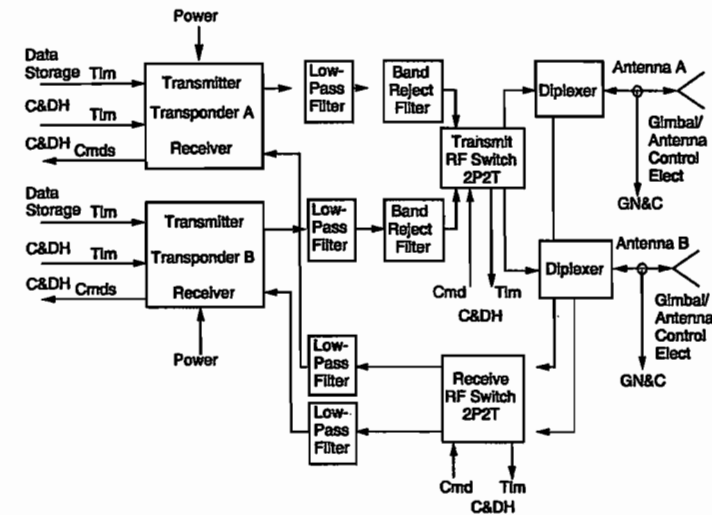 Power
Data
Storage Tlm
C&DH Tlm
C&DH Cmds
Transmitter
Transponder A
Receiver
Low-
Pass
Filter
Band
Reject
Filter
Transmit
RF Switch
2P2T
Diplexer
Antenna A
Gimbal/
Antenna
Control
Elect
GN&C
Data
Storage Tlm
C&DH Tlm
C&DH Cmds
Transmitter
Transponder B
Receiver
Power
Low-
Pass
Filter
Band
Reject
Filter
Cmd Tlm
C&DH
Diplexer
Antenna B
Gimbal/
Antenna
Control
Elect
GN&C
Low-
Pass
Filter
Low-
Pass
Filter
Receive
RF Switch
2P2T
Cmd Tlm
C&DH